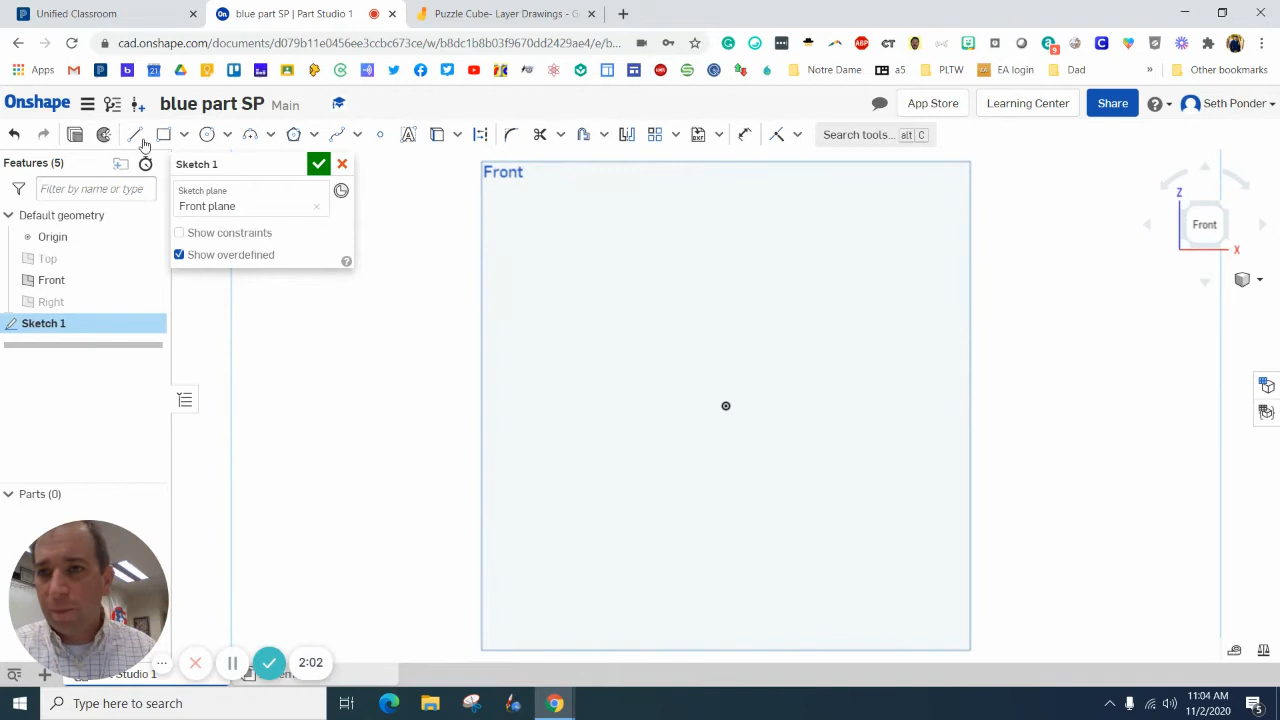 Unified Classroom
blue part SP | Part Studio 1
Puzzle Cube- Layer Drawings - G
cad.onshape.com/document
Apps
Notre Dame
a5
PLTW
EA login
Dad
Other bookmarks
Onshape
blue part SP
Main
App Store
Learning Center
Share
Seth Ponder
Search tools...
alt
C
Features (5)
Filter by name or type
Default geometry
Origin
Top
Front
Right
Sketch 1
Sketch 1
Sketch plane
Front plane
Show constraints
Show overdefined
Front
Z
Front
X
Parts (0)
2:02
Studio 1
Type here to search
11:04 AM
11/2/2020